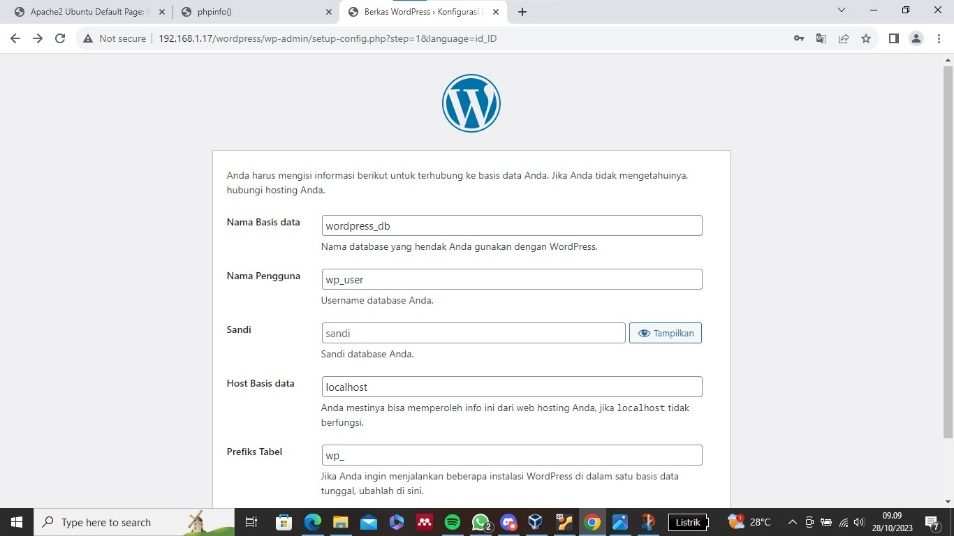 Apache2 Ubuntu Default Page: It
phpinfo()
Berkas WordPress › Konfigurasi
Not secure
192.168.1.17/wordpress/wp-admin/setup-config.php?step=1&language=id_ID
Anda harus mengisi informasi berikut untuk terhubung ke basis data Anda. Jika Anda tidak mengetahuinya,
hubungi hosting Anda.
Nama Basis data
wordpress_db
Nama database yang hendak Anda gunakan dengan WordPress.
Nama Pengguna
wp_user
Username database Anda.
Sandi
sandi
Tampilkan
Sandi database Anda.
Host Basis data
localhost
Anda mestinya bisa memperoleh info ini dari web hosting Anda, jika localhost tidak
berfungsi.
Prefiks Tabel
wp_
Jika Anda ingin menjalankan beberapa instalasi WordPress di dalam satu basis data
tunggal, ubahlah di sini.
Type here to search
2
Listrik
28°C
09.09
28/10/2023
7